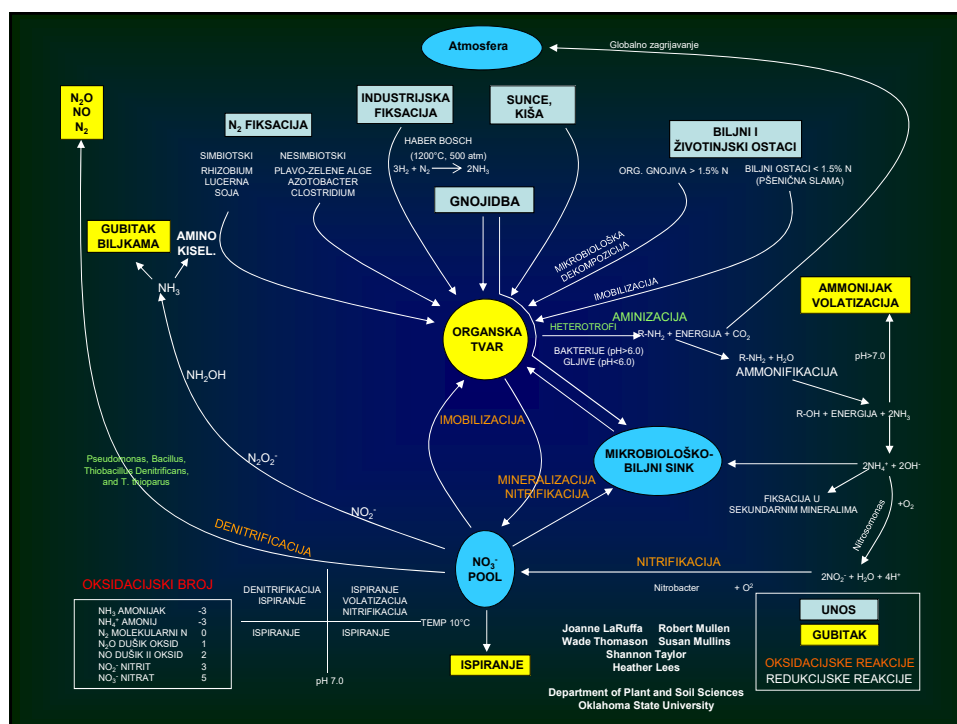 Atmosfera
Globalno zagrijavanje
N₂O
NO
N₂
INDUSTRIJSKA
FIKSACIJA
SUNCE,
KIŠA
N₂ FIKSACIJA
BILJNI I
ŽIVOTINJSKI OSTACI
HABER BOSCH
(1200°C, 500 atm)
3H₂ + N₂ → 2NH₃
SIMBIOTSKI
RHIZOBIUM
LUCERNA
SOJA
NESIMBIOTSKI
PLAVO-ZELENE ALGE
AZOTOBACTER
CLOSTRIDIUM
ORG. GNOJIVA > 1.5% N
BILJNI OSTACI < 1.5% N
(PŠENIČNA SLAMA)
GNOJIDBA
GUBITAK
BILJKAMA
AMINO
KISEL.
NH₃
MIKROBIOLOŠKA
DEKOMPOZICIJA
IMOBILIZACIJA
AMMONIJAK
VOLATIZACIJA
ORGANSKA
TVAR
HETEROTROFI
AMINIZACIJA
R-NH₂ + ENERGIJA + CO₂
BAKTERIJE (pH>6.0)
GLJIVE (pH<6.0)
R-NH₂ + H₂O
AMMONIFIKACIJA
pH>7.0
NH₂OH
R-OH + ENERGIJA + 2NH₃
IMOBILIZACIJA
Pseudomonas, Bacillus,
Thiobacillus Denitrificans,
and T. thioparus
N₂O₂⁻
MIKROBIOLOŠKO-
BILJNI SINK
2NH₄⁺ + 2OH⁻
MINERALIZACIJA
NITRIFIKACIJA
FIKSACIJA U
SEKUNDARNIM MINERALIMA
+O₂
Nitrosomonas
NO₂⁻
DENITRIFICACIJA
NO₃⁻
POOL
NITRIFIKACIJA
Nitrobacter + O²
2NO₂⁻ + H₂O + 4H⁺
OKSIDACIJSKI BROJ
NH₃ AMONIJAK -3
NH₄⁺ AMONIJ -3
N₂ MOLEKULARNI N 0
N₂O DUŠIK OKSID 1
NO DUŠIK II OKSID 2
NO₂⁻ NITRIT 3
NO₃⁻ NITRAT 5
DENITRIFIKACIJA
ISPIRANJE
ISPIRANJE
VOLATIZACIJA
NITRIFIKACIJA
TEMP 10°C
ISPIRANJE
ISPIRANJE
pH 7.0
ISPIRANJE
Joanne LaRuffa Robert Mullen
Wade Thomason Susan Mullins
Shannon Taylor
Heather Lees
Department of Plant and Soil Sciences
Oklahoma State University
UNOS
GUBITAK
OKSIDACIJSKE REAKCIJE
REDUKCIJSKE REAKCIJE